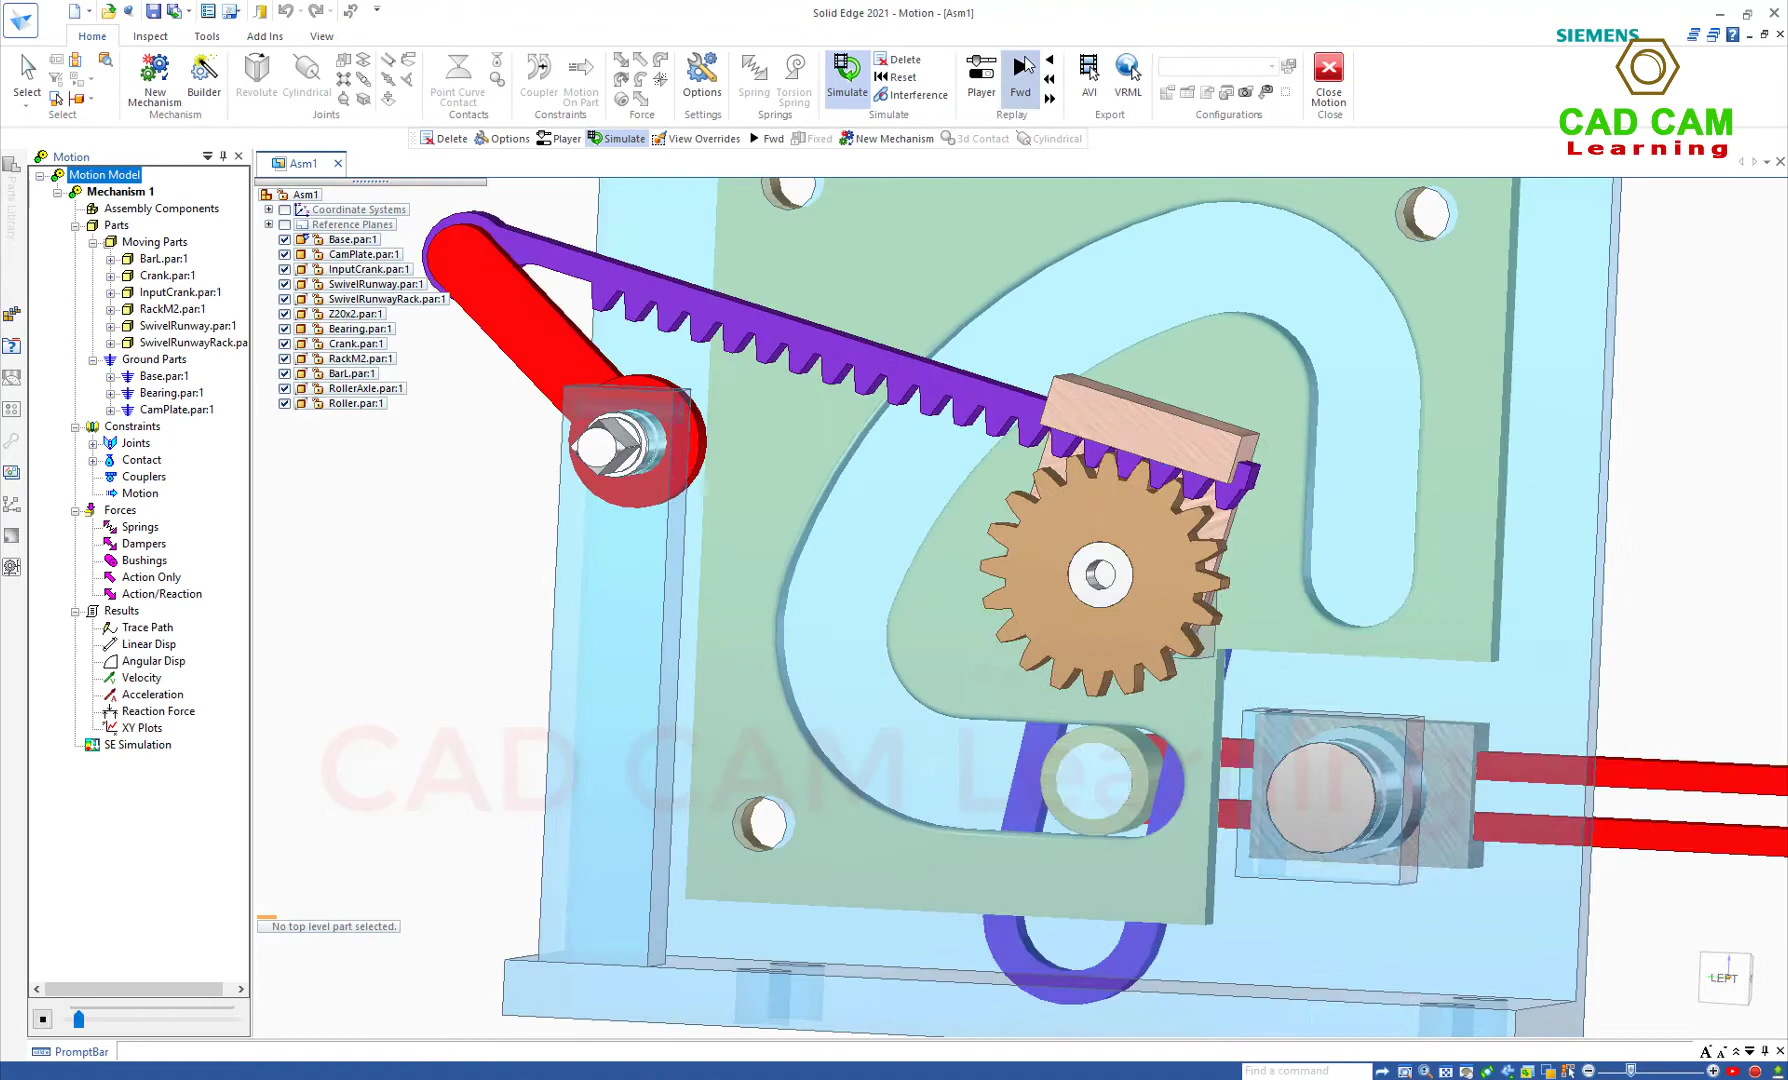 Solid Edge 2021 - Motion - [Asm1]
Home Inspect Tools Add Ins View
SIEMENS
Select
New Mechanism
Builder
Revolute
Cylindrical
Point Curve Contact
Coupler
Motion On Part
Options
Spring
Torsion Spring
Simulate
Delete
Reset
Interference
Player
Fwd
AVI
VRML
Close Motion
Select Mechanism Joints Contacts Constraints Force Settings Springs Simulate Replay Export Configurations Close
CAD CAM
Learning
Delete Options Player Simulate View Overrides Fwd Fixed New Mechanism 3d Contact Cylindrical
Parts Library
Motion
Motion Model
Mechanism 1
Assembly Components
Parts
Moving Parts
BarL.par:1
Crank.par:1
InputCrank.par:1
RackM2.par:1
SwivelRunway.par:1
SwivelRunwayRack.pa
Ground Parts
Base.par:1
Bearing.par:1
CamPlate.par:1
Constraints
Joints
Contact
Couplers
Motion
Forces
Springs
Dampers
Bushings
Action Only
Action/Reaction
Results
Trace Path
Linear Disp
Angular Disp
Velocity
Acceleration
Reaction Force
XY Plots
SE Simulation
Asm1
Asm1
Coordinate Systems
Reference Planes
Base.par:1
CamPlate.par:1
InputCrank.par:1
SwivelRunway.par:1
SwivelRunwayRack.par:1
Z20x2.par:1
Bearing.par:1
Crank.par:1
RackM2.par:1
BarL.par:1
RollerAxle.par:1
Roller.par:1
CAD CAM Learning
No top level part selected.
LEFT
PromptBar
Find a command